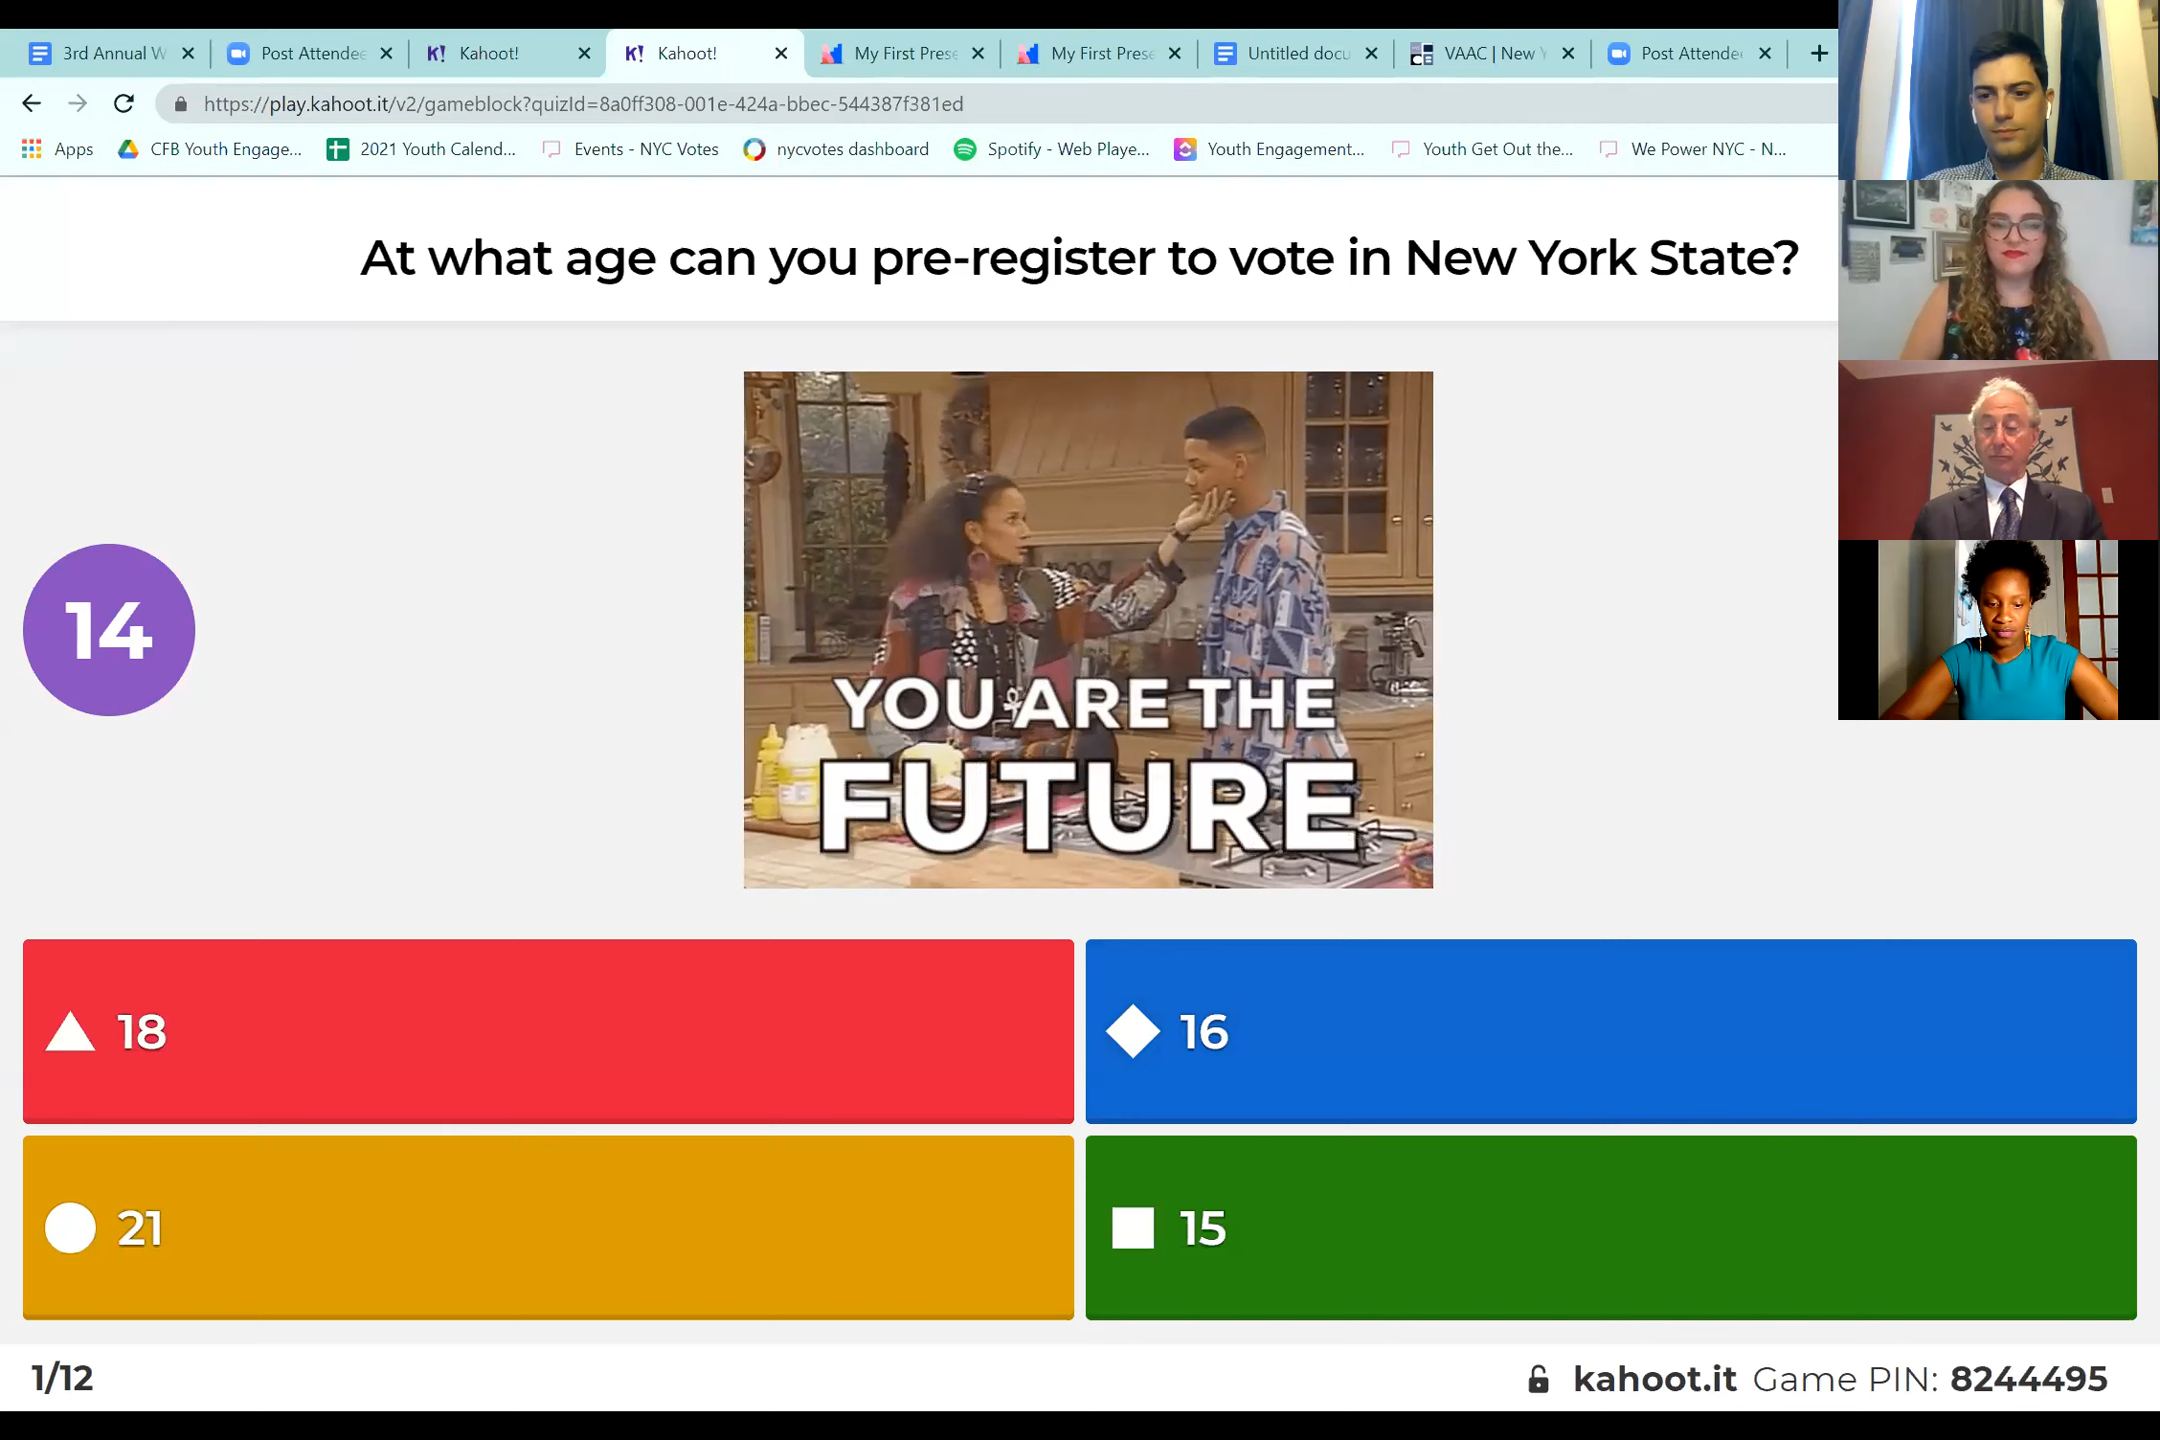 3rd Annual W
Post Attendee
Kahoot!
Kahoot!
My First Prese
My First Prese
Untitled docu
VAAC | New Y
Post Attendee
https://play.kahoot.it/v2/gameblock?quizId=8a0ff308-001e-424a-bbec-544387f381ed
Apps
CFB Youth Engage...
2021 Youth Calend...
Events - NYC Votes
nycvotes dashboard
Spotify - Web Playe...
Youth Engagement...
Youth Get Out the...
We Power NYC - N...
At what age can you pre-register to vote in New York State?
14
YOU ARE THE
FUTURE
18
16
21
15
1/12
kahoot.it Game PIN: 8244495